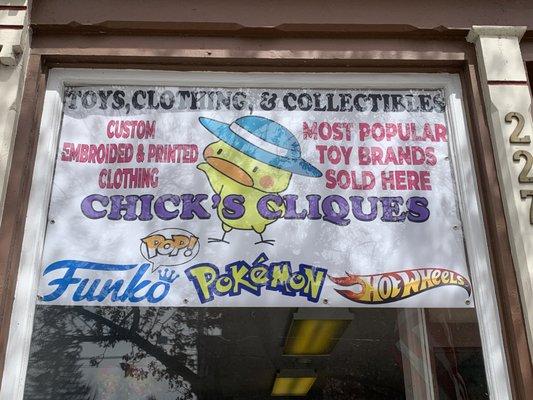 TOYS, CLOTHING, & COLLECTIBLES
CUSTOM
EMBROIDED & PRINTED
CLOTHING
MOST POPULAR
TOY BRANDS
SOLD HERE
CHICK'S CLIQUES
POP!
Funko
POKéMON
HOT WHEELS
227